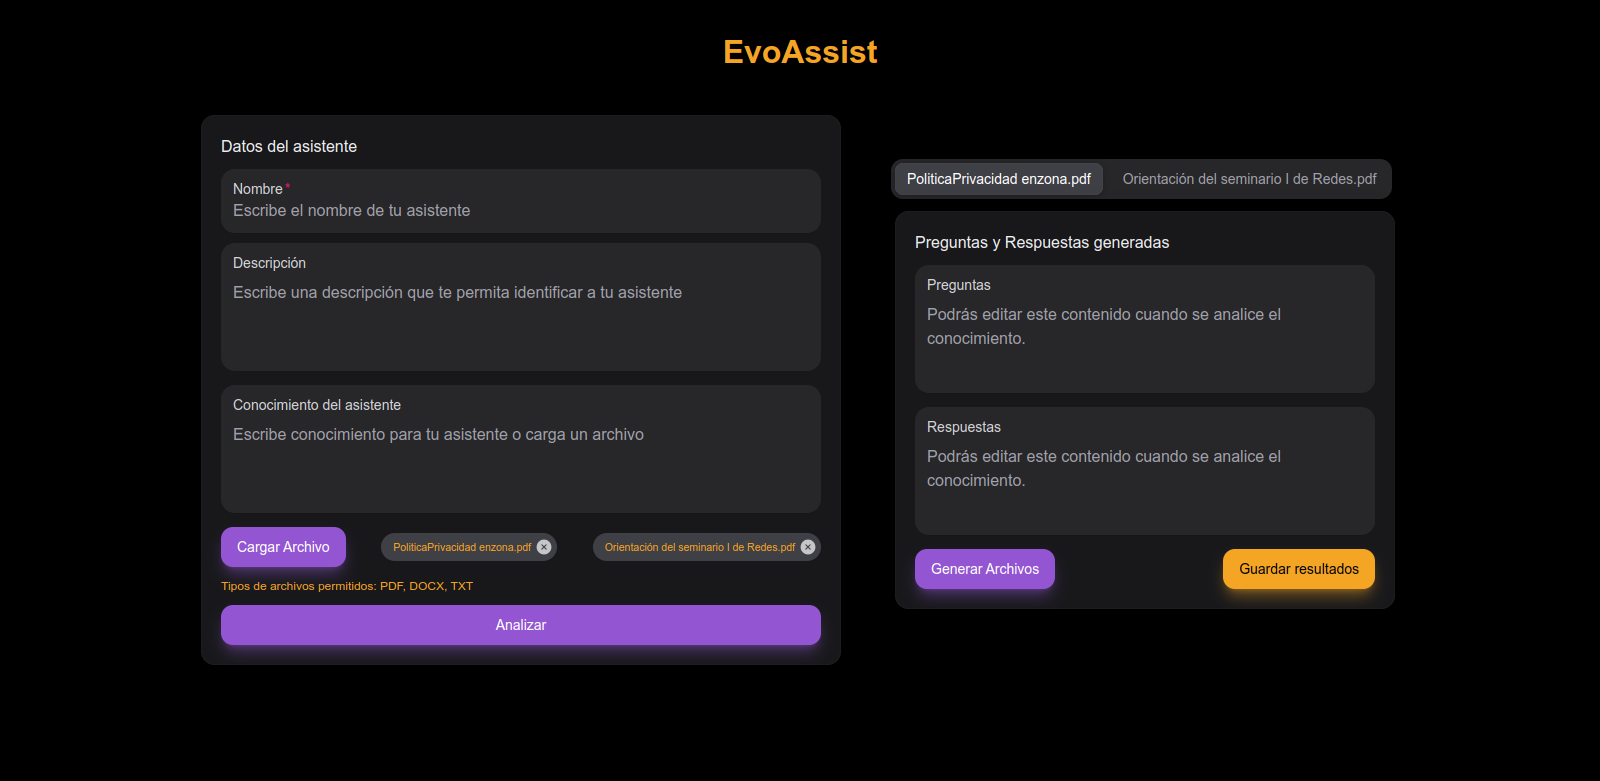 EvoAssist
Datos del asistente
Nombre*
Escribe el nombre de tu asistente
Descripción
Escribe una descripción que te permita identificar a tu asistente
Conocimiento del asistente
Escribe conocimiento para tu asistente o carga un archivo
Cargar Archivo
PoliticaPrivacidad enzona.pdf
Orientación del seminario I de Redes.pdf
Tipos de archivos permitidos: PDF, DOCX, TXT
Analizar
PoliticaPrivacidad enzona.pdf
Orientación del seminario I de Redes.pdf
Preguntas y Respuestas generadas
Preguntas
Podrás editar este contenido cuando se analice el
conocimiento.
Respuestas
Podrás editar este contenido cuando se analice el
conocimiento.
Generar Archivos
Guardar resultados